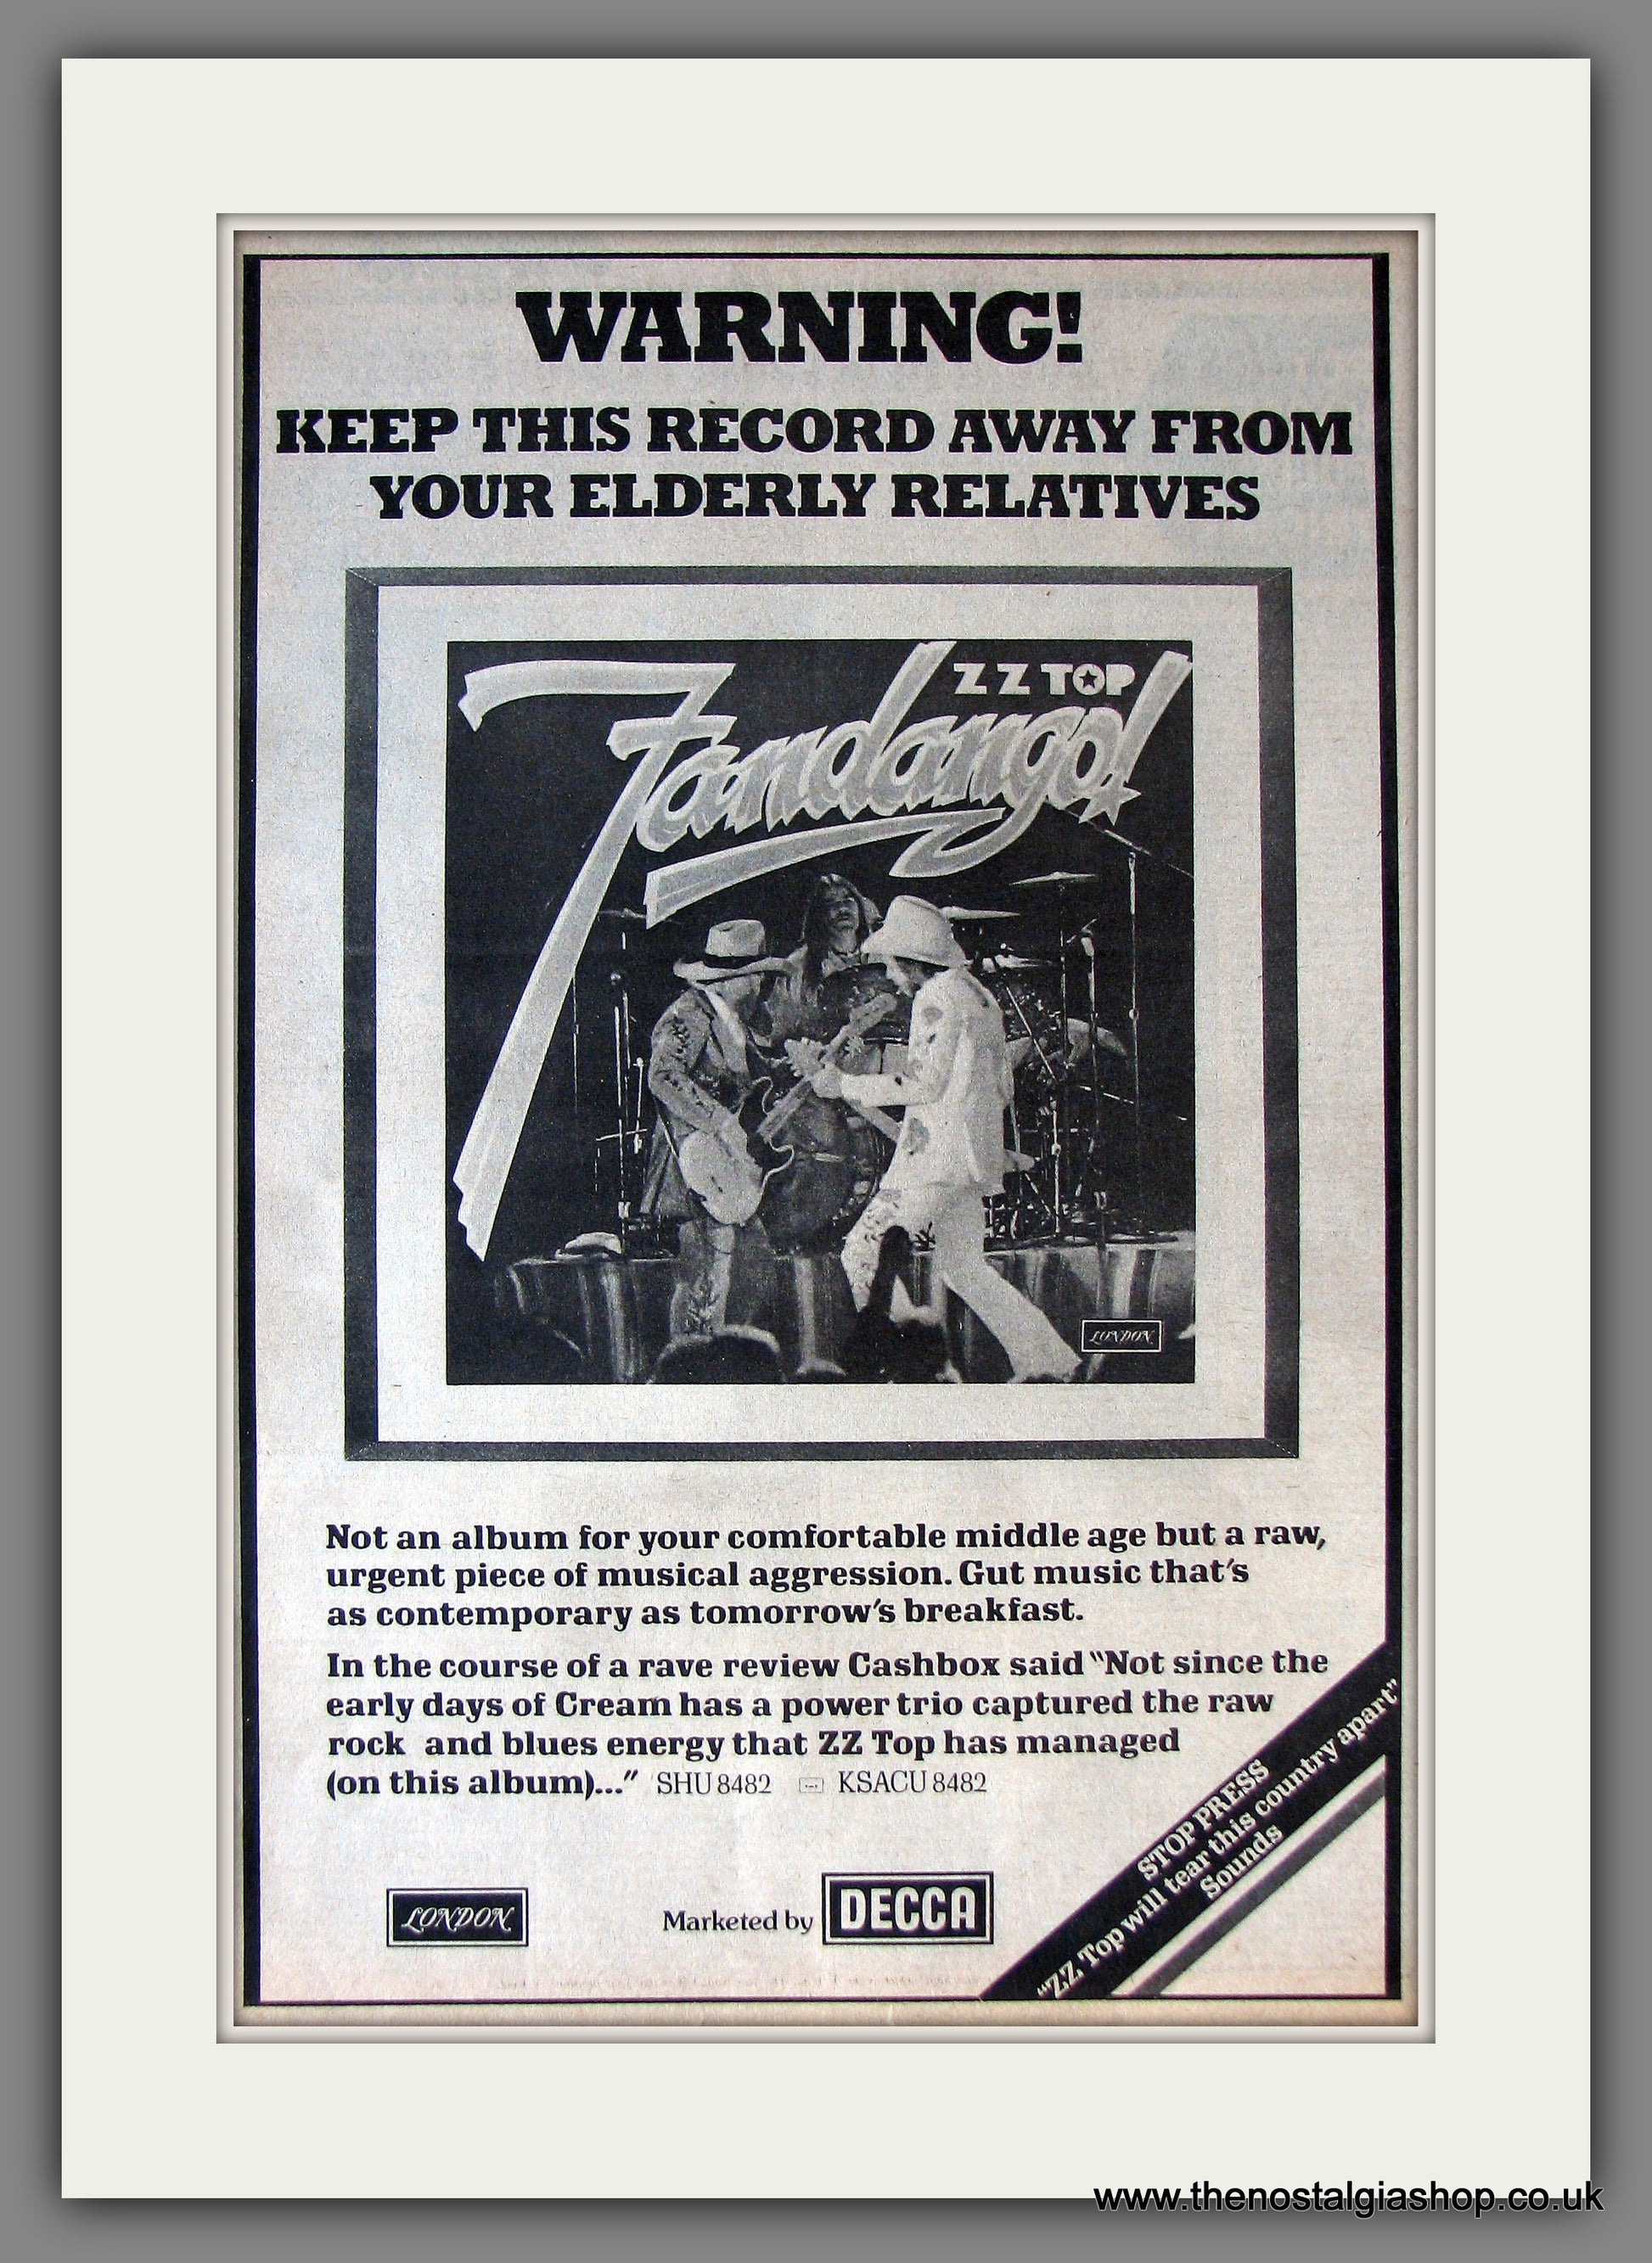 WARNING!
KEEP THIS RECORD AWAY FROM
YOUR ELDERLY RELATIVES
ZZ TOP
Fandango!
LONDON
Not an album for your comfortable middle age but a raw,
urgent piece of musical aggression. Gut music that's
as contemporary as tomorrow's breakfast.
In the course of a rave review Cashbox said "Not since the
early days of Cream has a power trio captured the raw
rock and blues energy that ZZ Top has managed
(on this album)..." SHU 8482 KSACU 8482
STOP PRESS
"ZZ Top will tear this country apart"
Sounds
LONDON
Marketed by DECCA
www.thenostalgiashop.co.uk